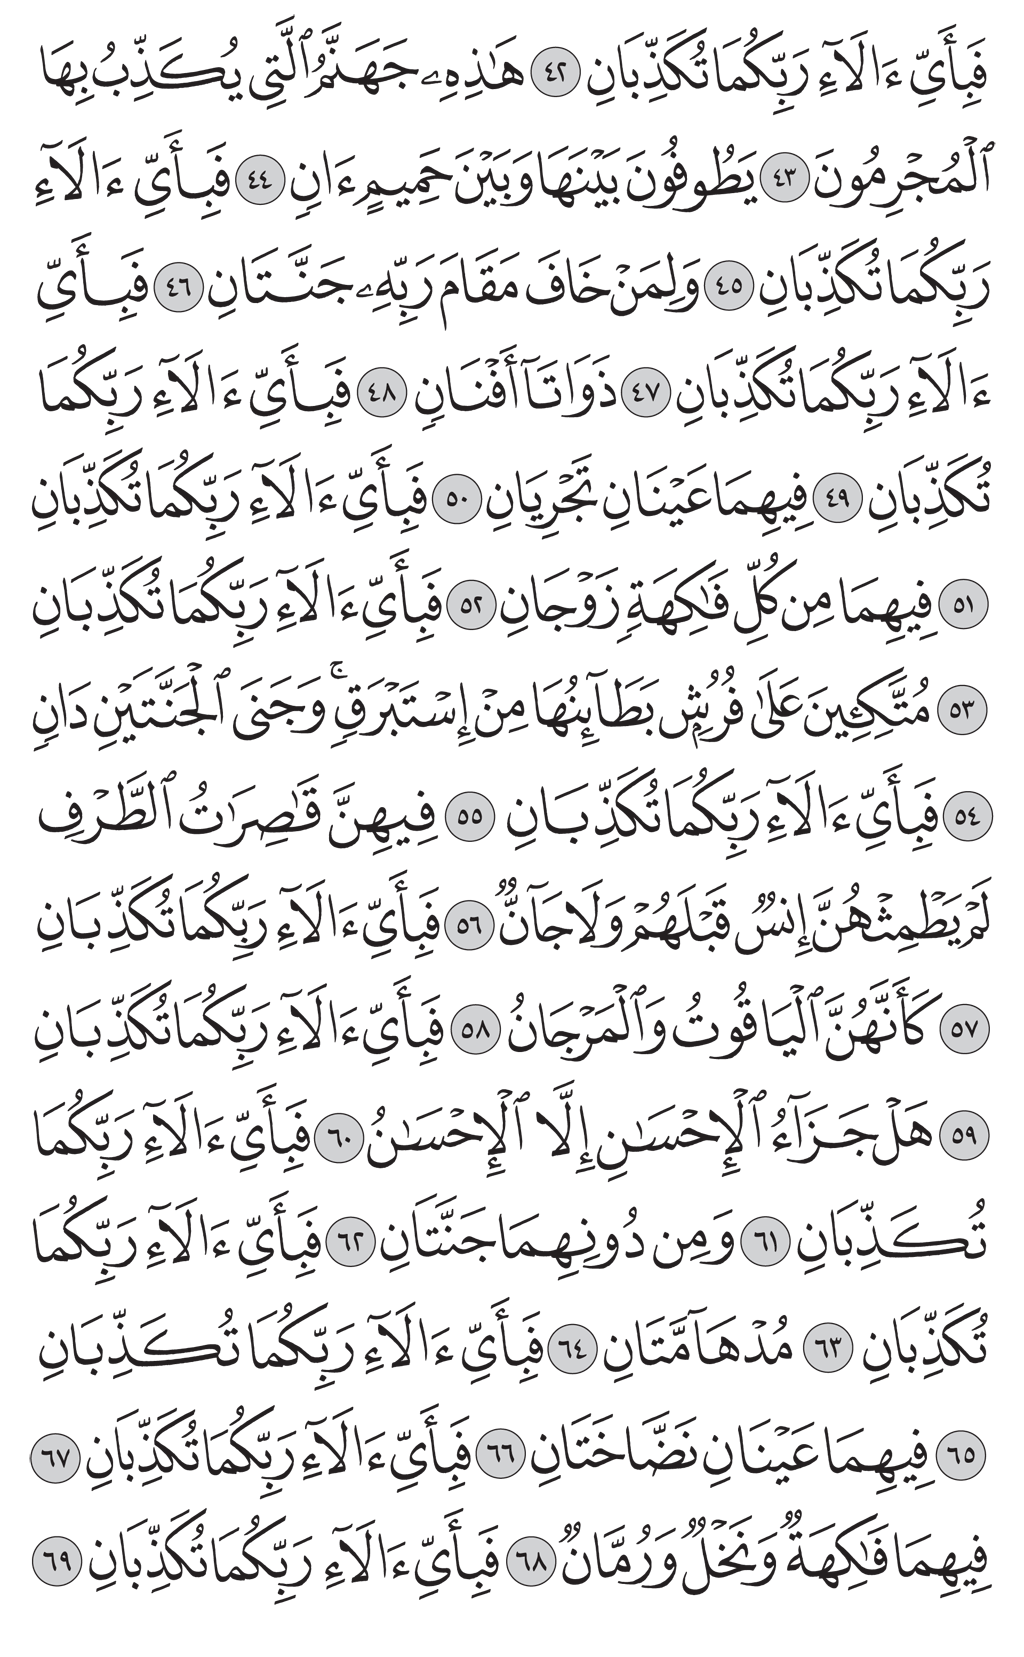 فَبِأَيِّ ءَالَآءِ رَبِّكُمَا تُكَذِّبَانِ ٤٢ هَٰذِهِۦ جَهَنَّمُ ٱلَّتِي يُكَذِّبُ بِهَا
ٱلۡمُجۡرِمُونَ ٤٣ يَطُوفُونَ بَيۡنَهَا وَبَيۡنَ حَمِيمٍ ءَانٖ ٤٤ فَبِأَيِّ ءَالَآءِ
رَبِّكُمَا تُكَذِّبَانِ ٤٥ وَلِمَنۡ خَافَ مَقَامَ رَبِّهِۦ جَنَّتَانِ ٤٦ فَبِأَيِّ
ءَالَآءِ رَبِّكُمَا تُكَذِّبَانِ ٤٧ ذَوَاتَآ أَفۡنَانٖ ٤٨ فَبِأَيِّ ءَالَآءِ رَبِّكُمَا
تُكَذِّبَانِ ٤٩ فِيهِمَا عَيۡنَانِ تَجۡرِيَانِ ٥٠ فَبِأَيِّ ءَالَآءِ رَبِّكُمَا تُكَذِّبَانِ
٥١ فِيهِمَا مِن كُلِّ فَٰكِهَةٖ زَوۡجَانِ ٥٢ فَبِأَيِّ ءَالَآءِ رَبِّكُمَا تُكَذِّبَانِ
٥٣ مُتَّكِـِٔينَ عَلَىٰ فُرُشِۭ بَطَآئِنُهَا مِنۡ إِسۡتَبۡرَقٖۚ وَجَنَى ٱلۡجَنَّتَيۡنِ دَانٖ
٥٤ فَبِأَيِّ ءَالَآءِ رَبِّكُمَا تُكَذِّبَانِ ٥٥ فِيهِنَّ قَٰصِرَٰتُ ٱلطَّرۡفِ
لَمۡ يَطۡمِثۡهُنَّ إِنسٞ قَبۡلَهُمۡ وَلَا جَآنّٞ ٥٦ فَبِأَيِّ ءَالَآءِ رَبِّكُمَا تُكَذِّبَانِ
٥٧ كَأَنَّهُنَّ ٱلۡيَاقُوتُ وَٱلۡمَرۡجَانُ ٥٨ فَبِأَيِّ ءَالَآءِ رَبِّكُمَا تُكَذِّبَانِ
٥٩ هَلۡ جَزَآءُ ٱلۡإِحۡسَٰنِ إِلَّا ٱلۡإِحۡسَٰنُ ٦٠ فَبِأَيِّ ءَالَآءِ رَبِّكُمَا
تُكَذِّبَانِ ٦١ وَمِن دُونِهِمَا جَنَّتَانِ ٦٢ فَبِأَيِّ ءَالَآءِ رَبِّكُمَا
تُكَذِّبَانِ ٦٣ مُدۡهَآمَّتَانِ ٦٤ فَبِأَيِّ ءَالَآءِ رَبِّكُمَا تُكَذِّبَانِ
٦٥ فِيهِمَا عَيۡنَانِ نَضَّاخَتَانِ ٦٦ فَبِأَيِّ ءَالَآءِ رَبِّكُمَا تُكَذِّبَانِ ٦٧
فِيهِمَا فَٰكِهَةٞ وَنَخۡلٞ وَرُمَّانٞ ٦٨ فَبِأَيِّ ءَالَآءِ رَبِّكُمَا تُكَذِّبَانِ ٦٩